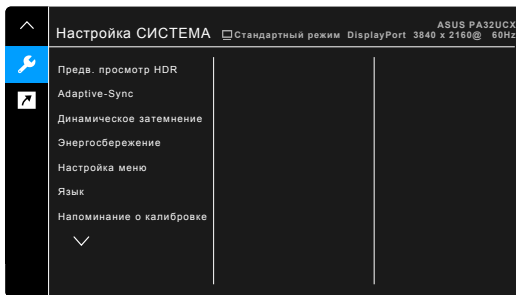 ASUS PA32UCX
Настройка СИСТЕМА Стандартный режим DisplayPort 3840 x 2160@ 60Hz
Предв. просмотр HDR
Adaptive-Sync
Динамическое затемнение
Энергосбережение
Настройка меню
Язык
Напоминание о калибровке